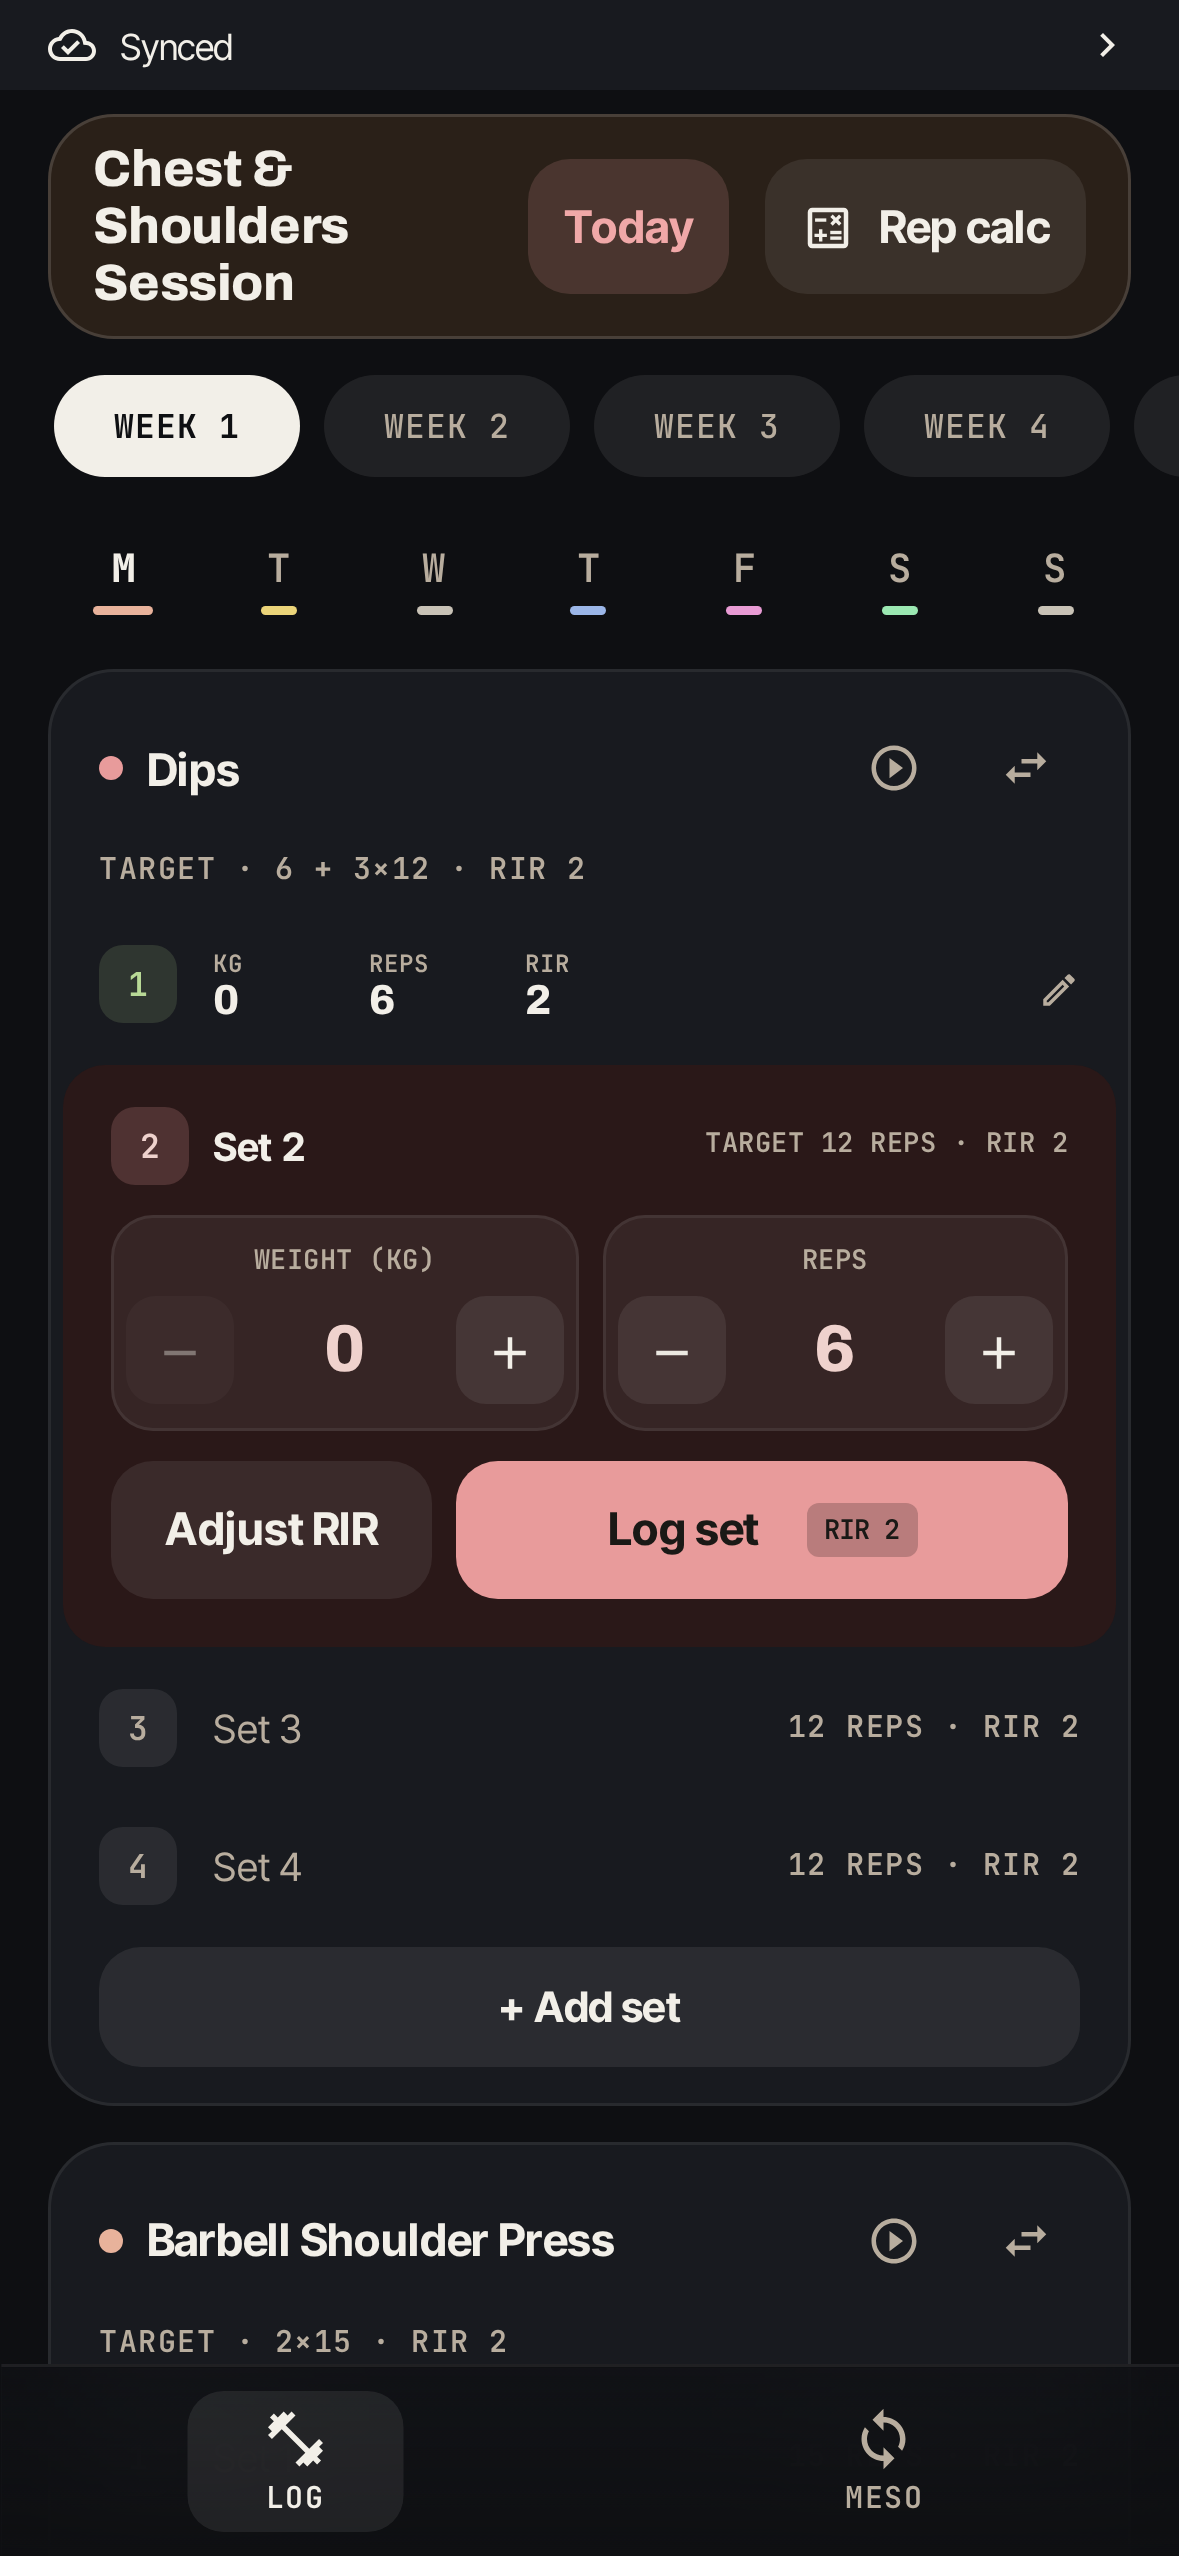 Synced
Chest &
Shoulders
Session
Today
Rep calc
WEEK 1
WEEK 2
WEEK 3
WEEK 4
M T W T F S S
Dips
TARGET · 6 + 3×12 · RIR 2
1
KG
0
REPS
6
RIR
2
2
Set 2
TARGET 12 REPS · RIR 2
WEIGHT (KG)
− 0 +
REPS
− 6 +
Adjust RIR
Log set RIR 2
3 Set 3 12 REPS · RIR 2
4 Set 4 12 REPS · RIR 2
+ Add set
Barbell Shoulder Press
TARGET · 2×15 · RIR 2
LOG
MESO